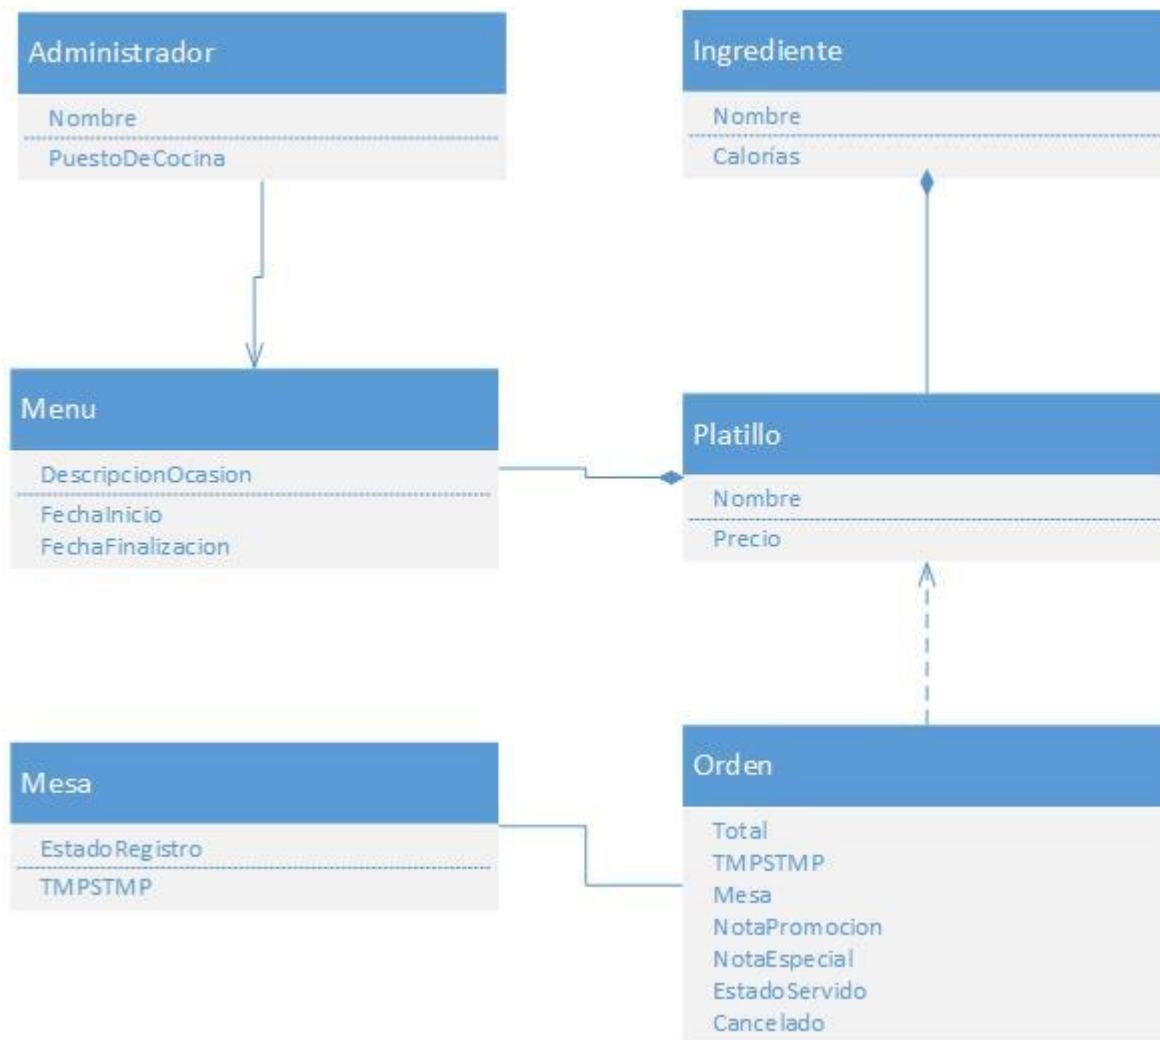 Administrador
Nombre
PuestoDeCocina
Ingrediente
Nombre
Calorías
Menu
DescripcionOcasion
FechaInicio
FechaFinalizacion
Platillo
Nombre
Precio
Mesa
EstadoRegistro
TMPSTMP
Orden
Total
TMPSTMP
Mesa
NotaPromocion
NotaEspecial
EstadoServido
Cancelado